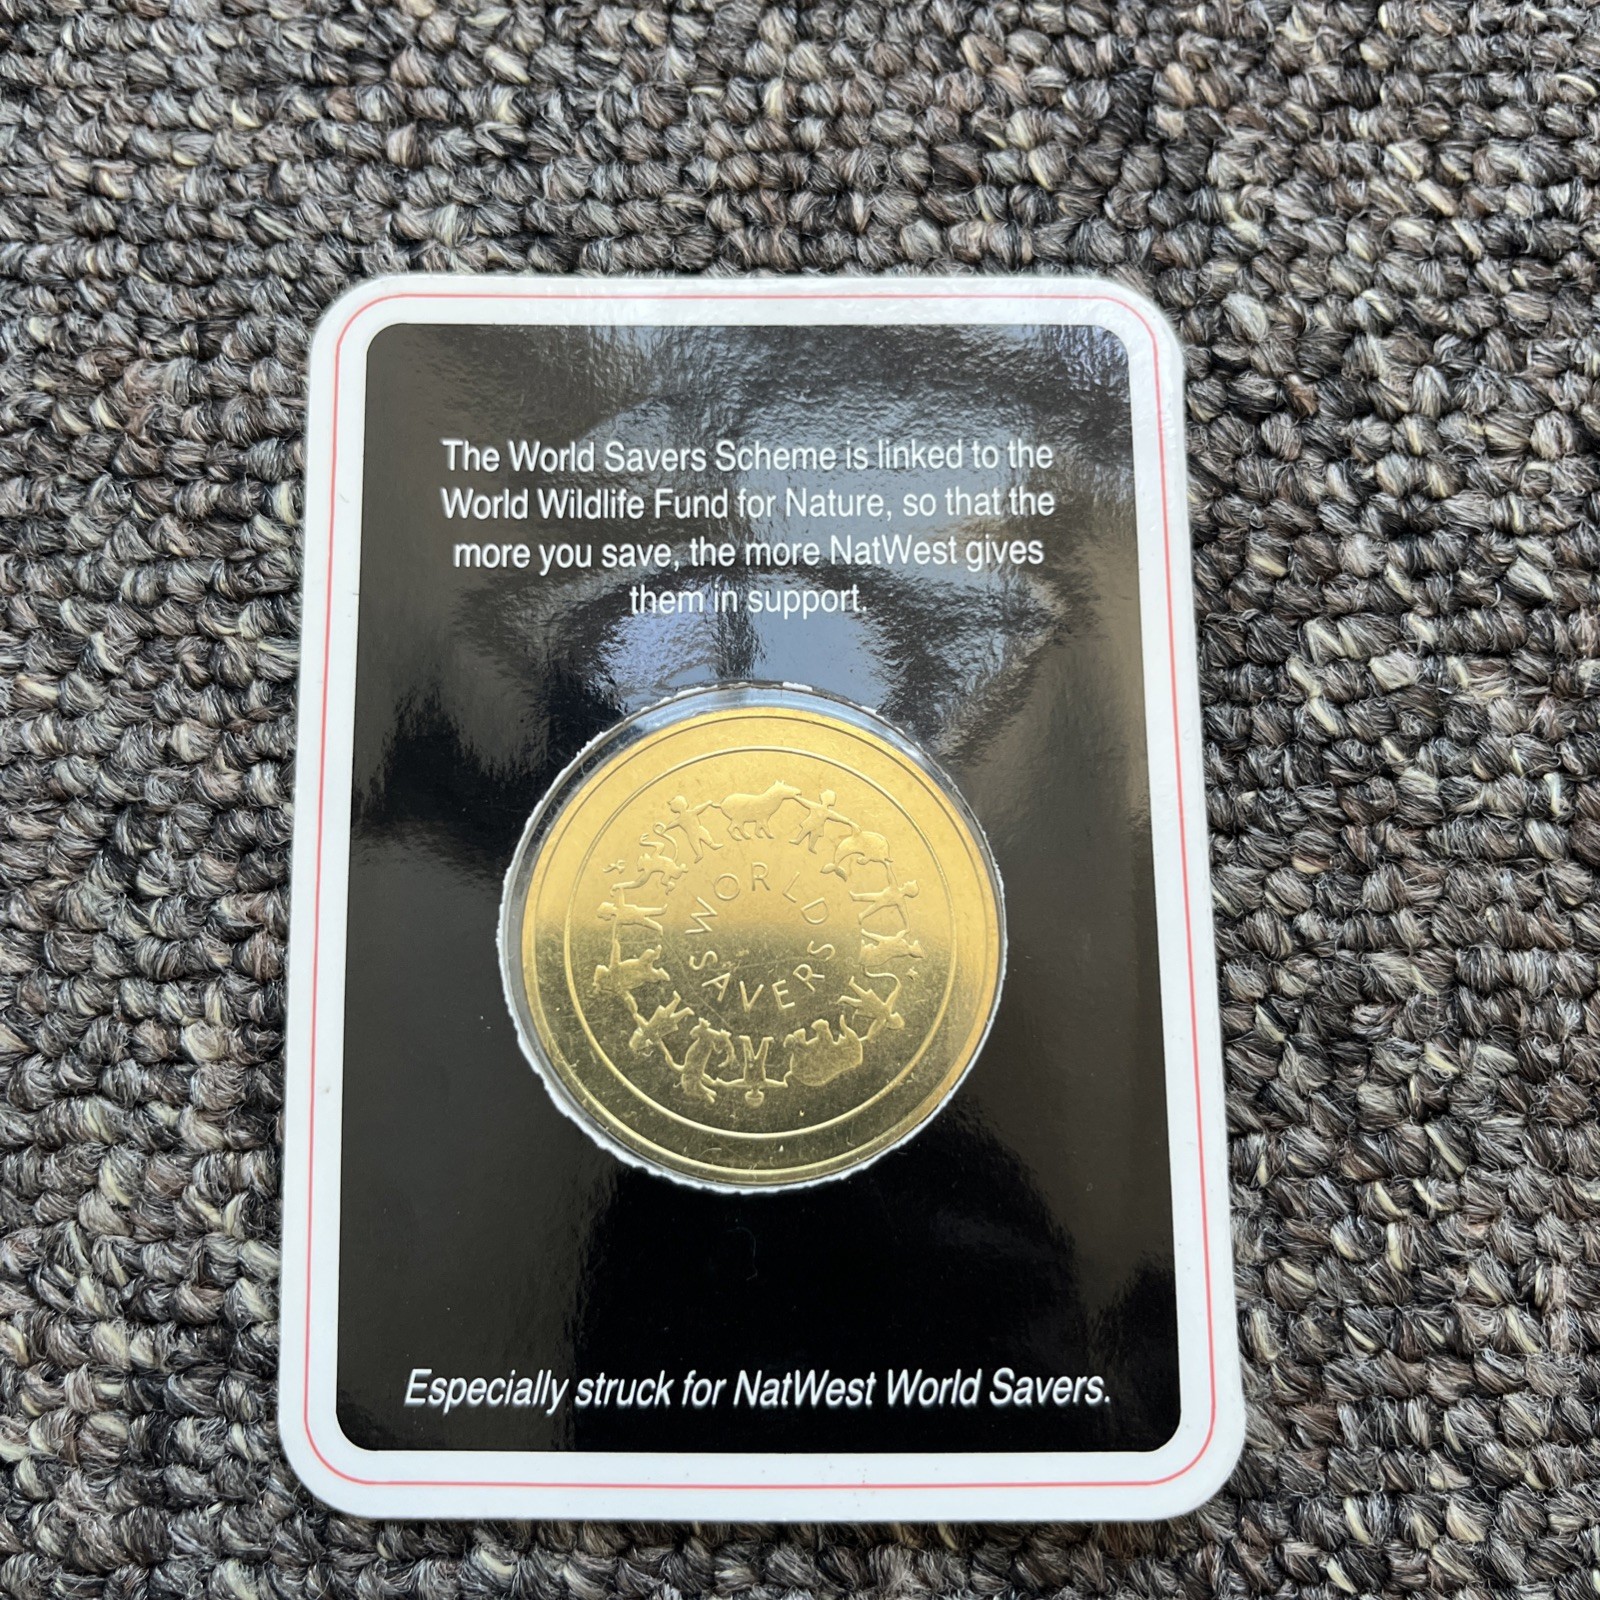 The World Savers Scheme is linked to the
World Wildlife Fund for Nature, so that the
more you save, the more NatWest gives
them in support.
WORLD
SAVERS
Especially struck for NatWest World Savers.